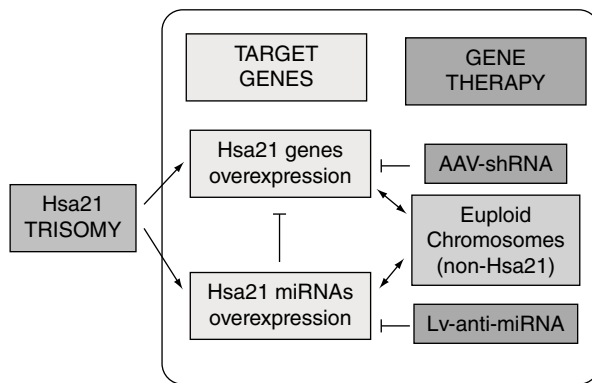 TARGET
GENES
GENE
THERAPY
Hsa21 genes
overexpression
AAV-shRNA
Hsa21
TRISOMY
Euploid
Chromosomes
(non-Hsa21)
Hsa21 miRNAs
overexpression
Lv-anti-miRNA